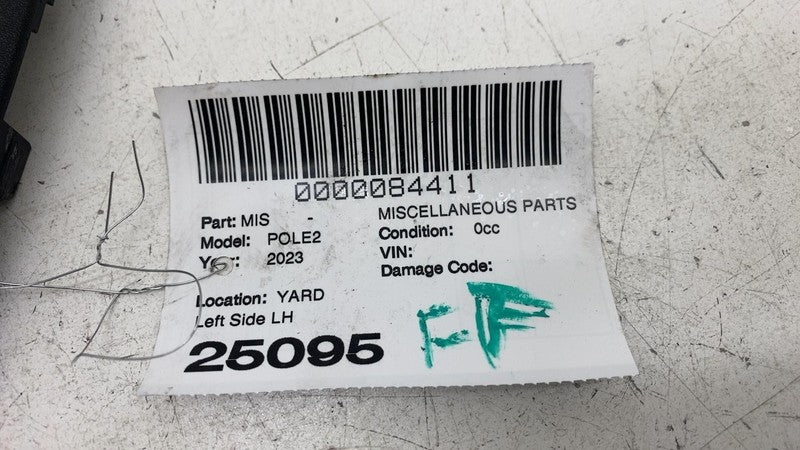 0000084411
Part: MIS -
MISCELLANEOUS PARTS
Model: POLE2
Condition: 0cc
Year: 2023
VIN:
Damage Code:
Location: YARD
Left Side LH
25095
FF